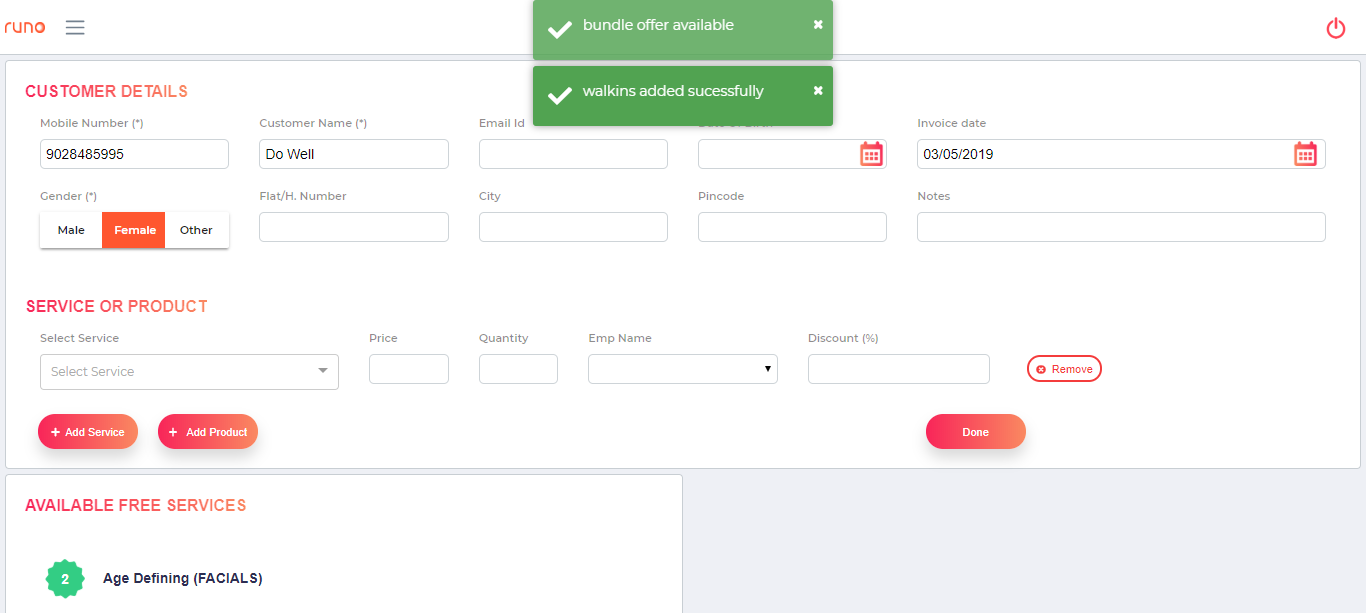 runo
bundle offer available
walkins added sucessfully
CUSTOMER DETAILS
Mobile Number (*) Customer Name (*) Email Id Invoice date
9028485995 Do Well 03/05/2019
Gender (*) Flat/H. Number City Pincode Notes
Male Female Other
SERVICE OR PRODUCT
Select Service Price Quantity Emp Name Discount (%)
Select Service Remove
+ Add Service + Add Product Done
AVAILABLE FREE SERVICES
2 Age Defining (FACIALS)